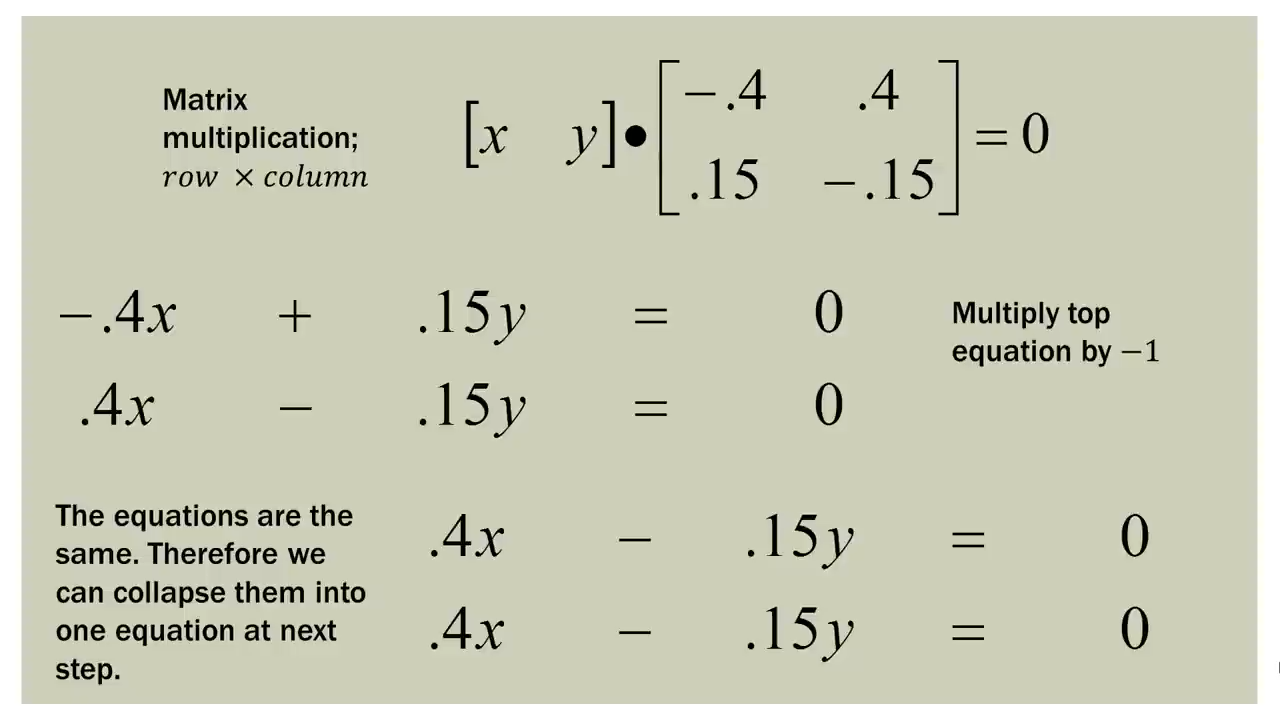 Matrix
multiplication;
row × column
[x y]•[−.4 .4
.15 −.15] = 0
−.4x + .15y = 0
.4x − .15y = 0
Multiply top
equation by −1
The equations are the
same. Therefore we
can collapse them into
one equation at next
step.
.4x − .15y = 0
.4x − .15y = 0